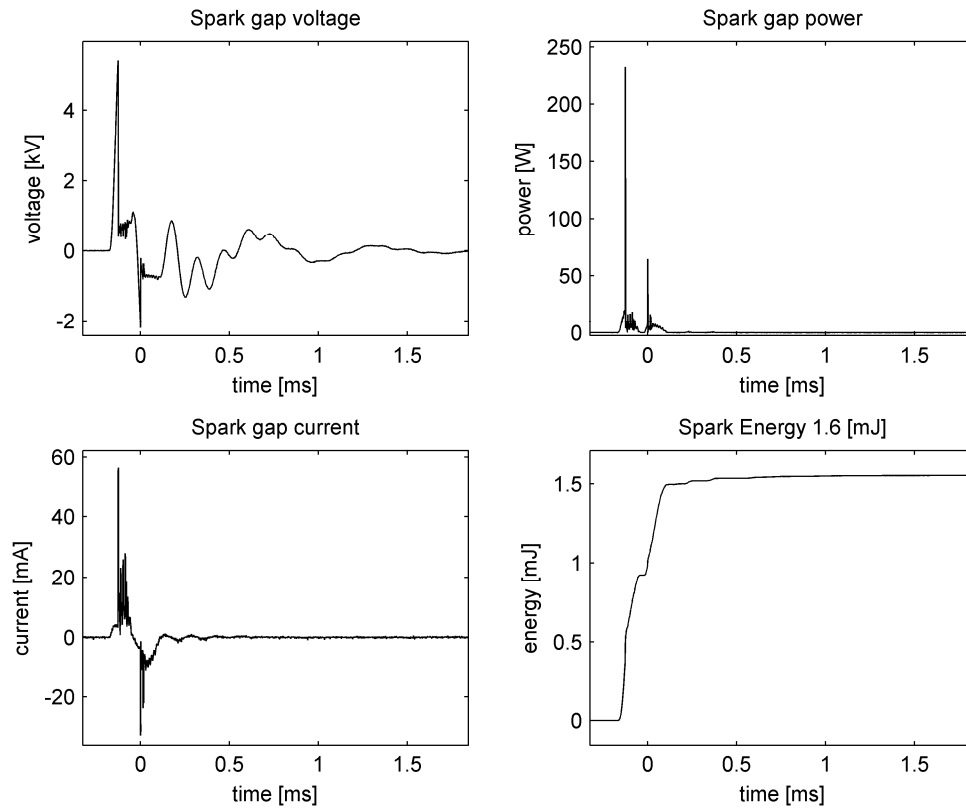 Spark gap voltage
voltage [kV]
4
2
0
-2
0
0.5
1
1.5
time [ms]
Spark gap power
power [W]
250
200
150
100
50
0
0
0.5
1
1.5
time [ms]
Spark gap current
current [mA]
60
40
20
0
-20
0
0.5
1
1.5
time [ms]
Spark Energy 1.6 [mJ]
energy [mJ]
1.5
1
0.5
0
0
0.5
1
1.5
time [ms]